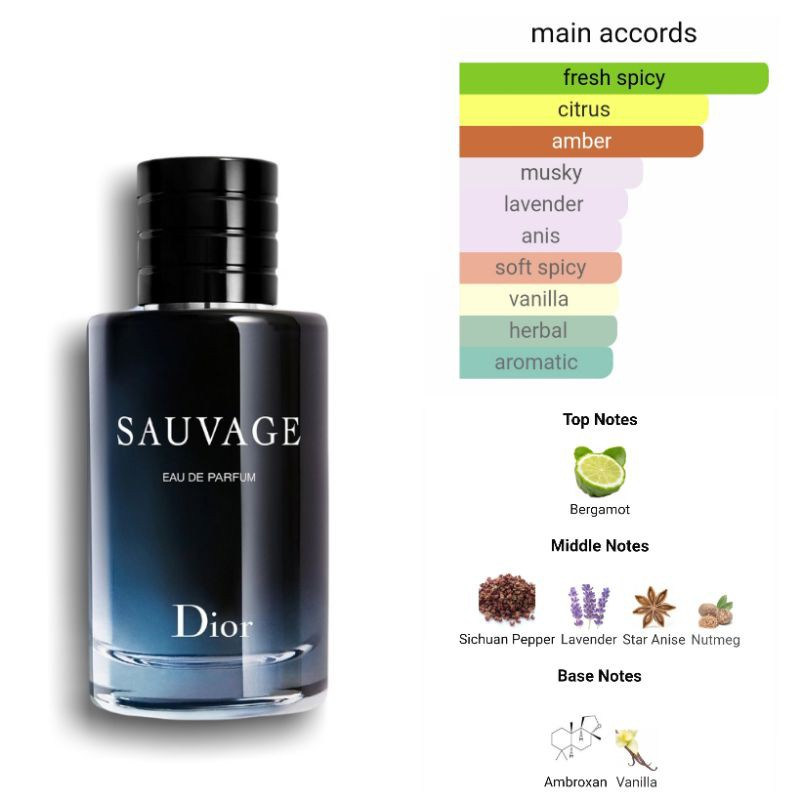 SAUVAGE
EAU DE PARFUM
Dior
main accords
fresh spicy
citrus
amber
musky
lavender
anis
soft spicy
vanilla
herbal
aromatic
Top Notes
Bergamot
Middle Notes
Sichuan Pepper Lavender Star Anise Nutmeg
Base Notes
Ambroxan Vanilla